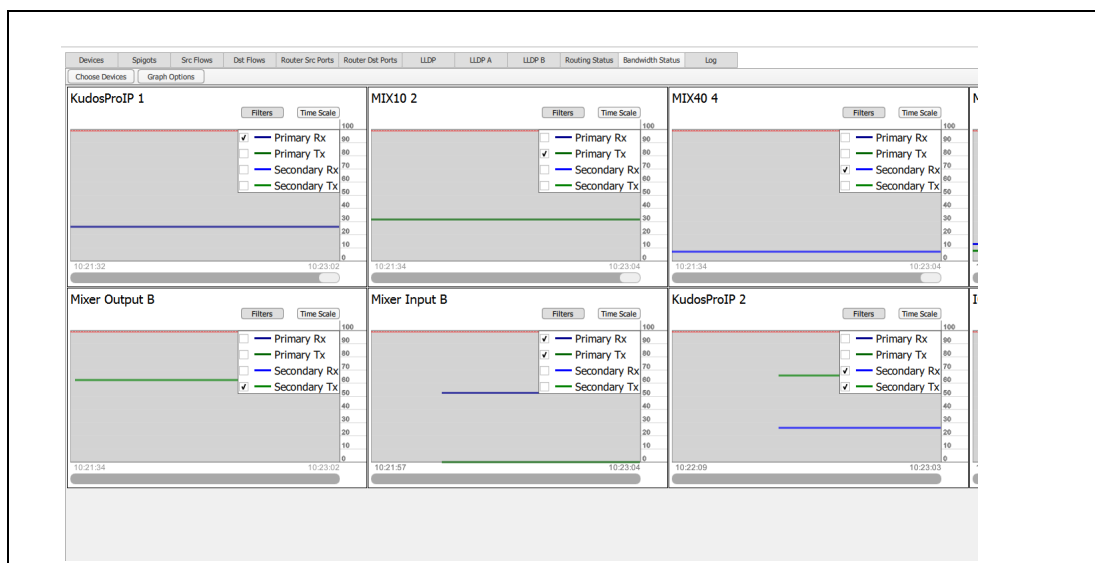 Devices Spigots Src Flows Dst Flows Router Src Ports Router Dst Ports LLDP LLDP A LLDP B Routing Status Bandwidth Status Log
Choose Devices Graph Options
KudosProIP 1
Filters Time Scale
100
90
80
70
60
50
40
30
20
10
0
Primary Rx
Primary Tx
Secondary Rx
Secondary Tx
10:21:32 10:23:02
MIX10 2
Filters Time Scale
100
90
80
70
60
50
40
30
20
10
0
Primary Rx
Primary Tx
Secondary Rx
Secondary Tx
10:21:34 10:23:04
MIX40 4
Filters Time Scale
100
90
80
70
60
50
40
30
20
10
0
Primary Rx
Primary Tx
Secondary Rx
Secondary Tx
10:21:34 10:23:04
Mixer Output B
Filters Time Scale
100
90
80
70
60
50
40
30
20
10
0
Primary Rx
Primary Tx
Secondary Rx
Secondary Tx
10:21:34 10:23:02
Mixer Input B
Filters Time Scale
100
90
80
70
60
50
40
30
20
10
0
Primary Rx
Primary Tx
Secondary Rx
Secondary Tx
10:21:57 10:23:04
KudosProIP 2
Filters Time Scale
100
90
80
70
60
50
40
30
20
10
0
Primary Rx
Primary Tx
Secondary Rx
Secondary Tx
10:22:09 10:23:03